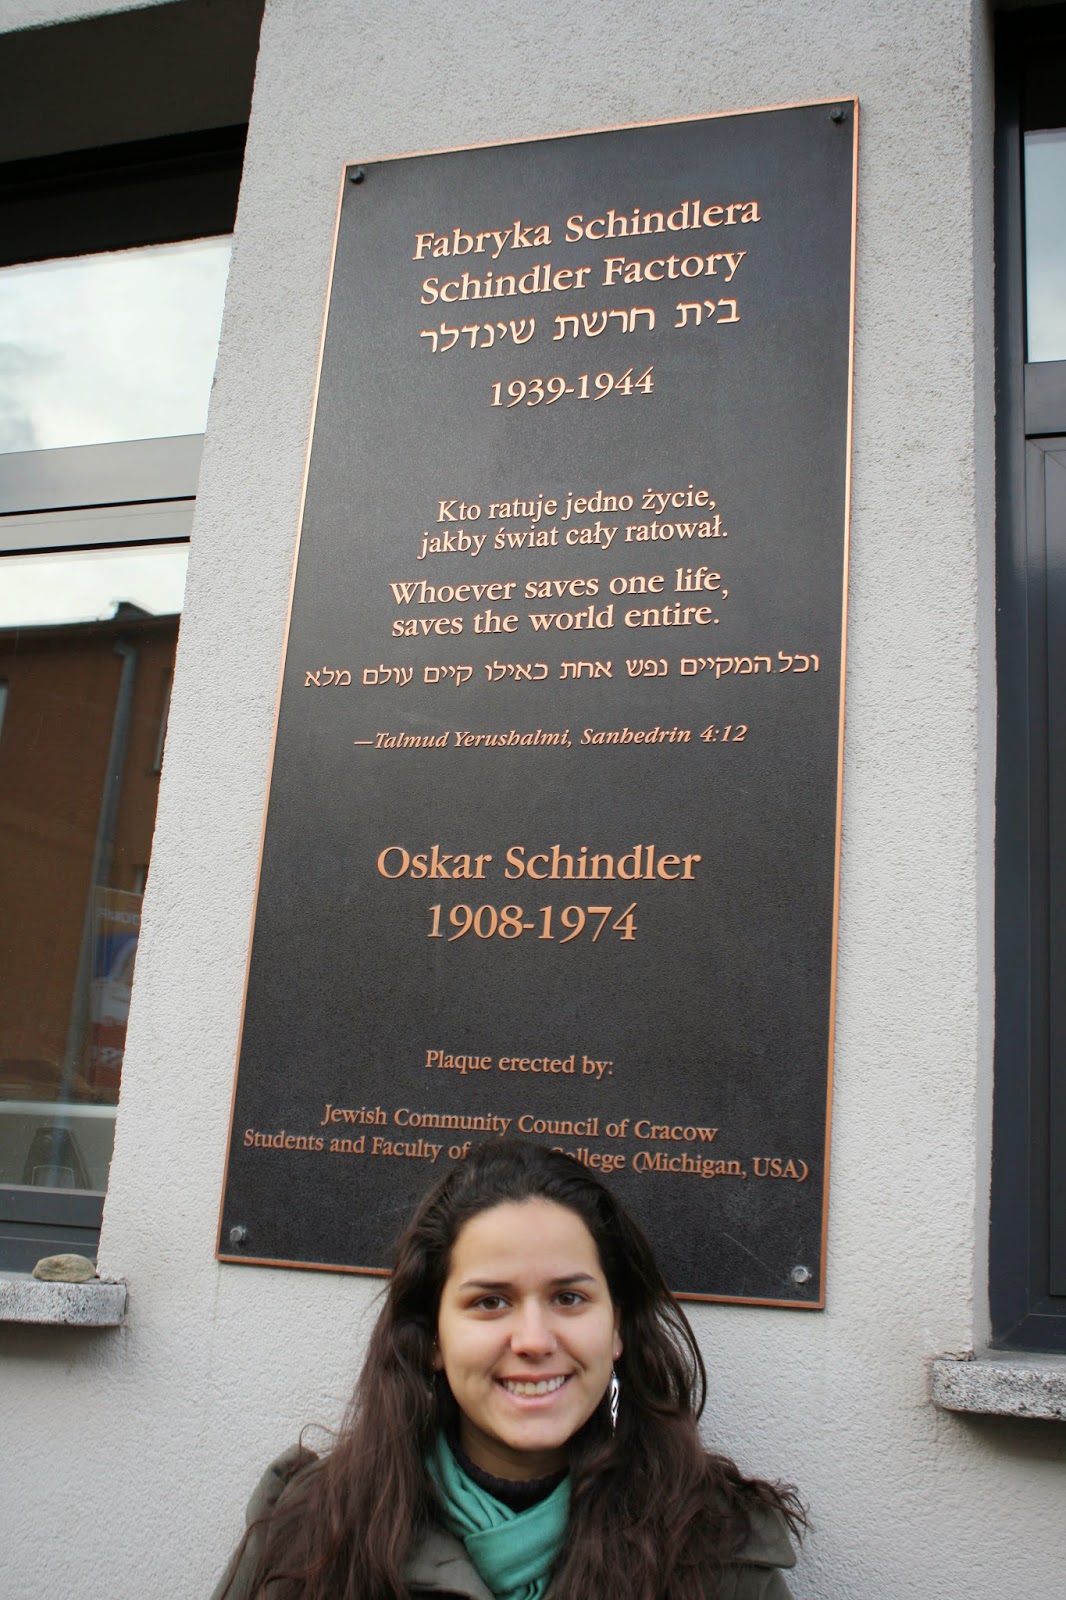 Fabryka Schindlera
Schindler Factory
בית חרשת שינדלר
1939-1944
Kto ratuje jedno życie,
jakby świat cały ratował.
Whoever saves one life,
saves the world entire.
וכל המקיים נפש אחת כאילו קיים עולם מלא
—Talmud Yerushalmi, Sanhedrin 4:12
Oskar Schindler
1908-1974
Plaque erected by:
Jewish Community Council of Cracow
Students and Faculty of (Michigan, USA)